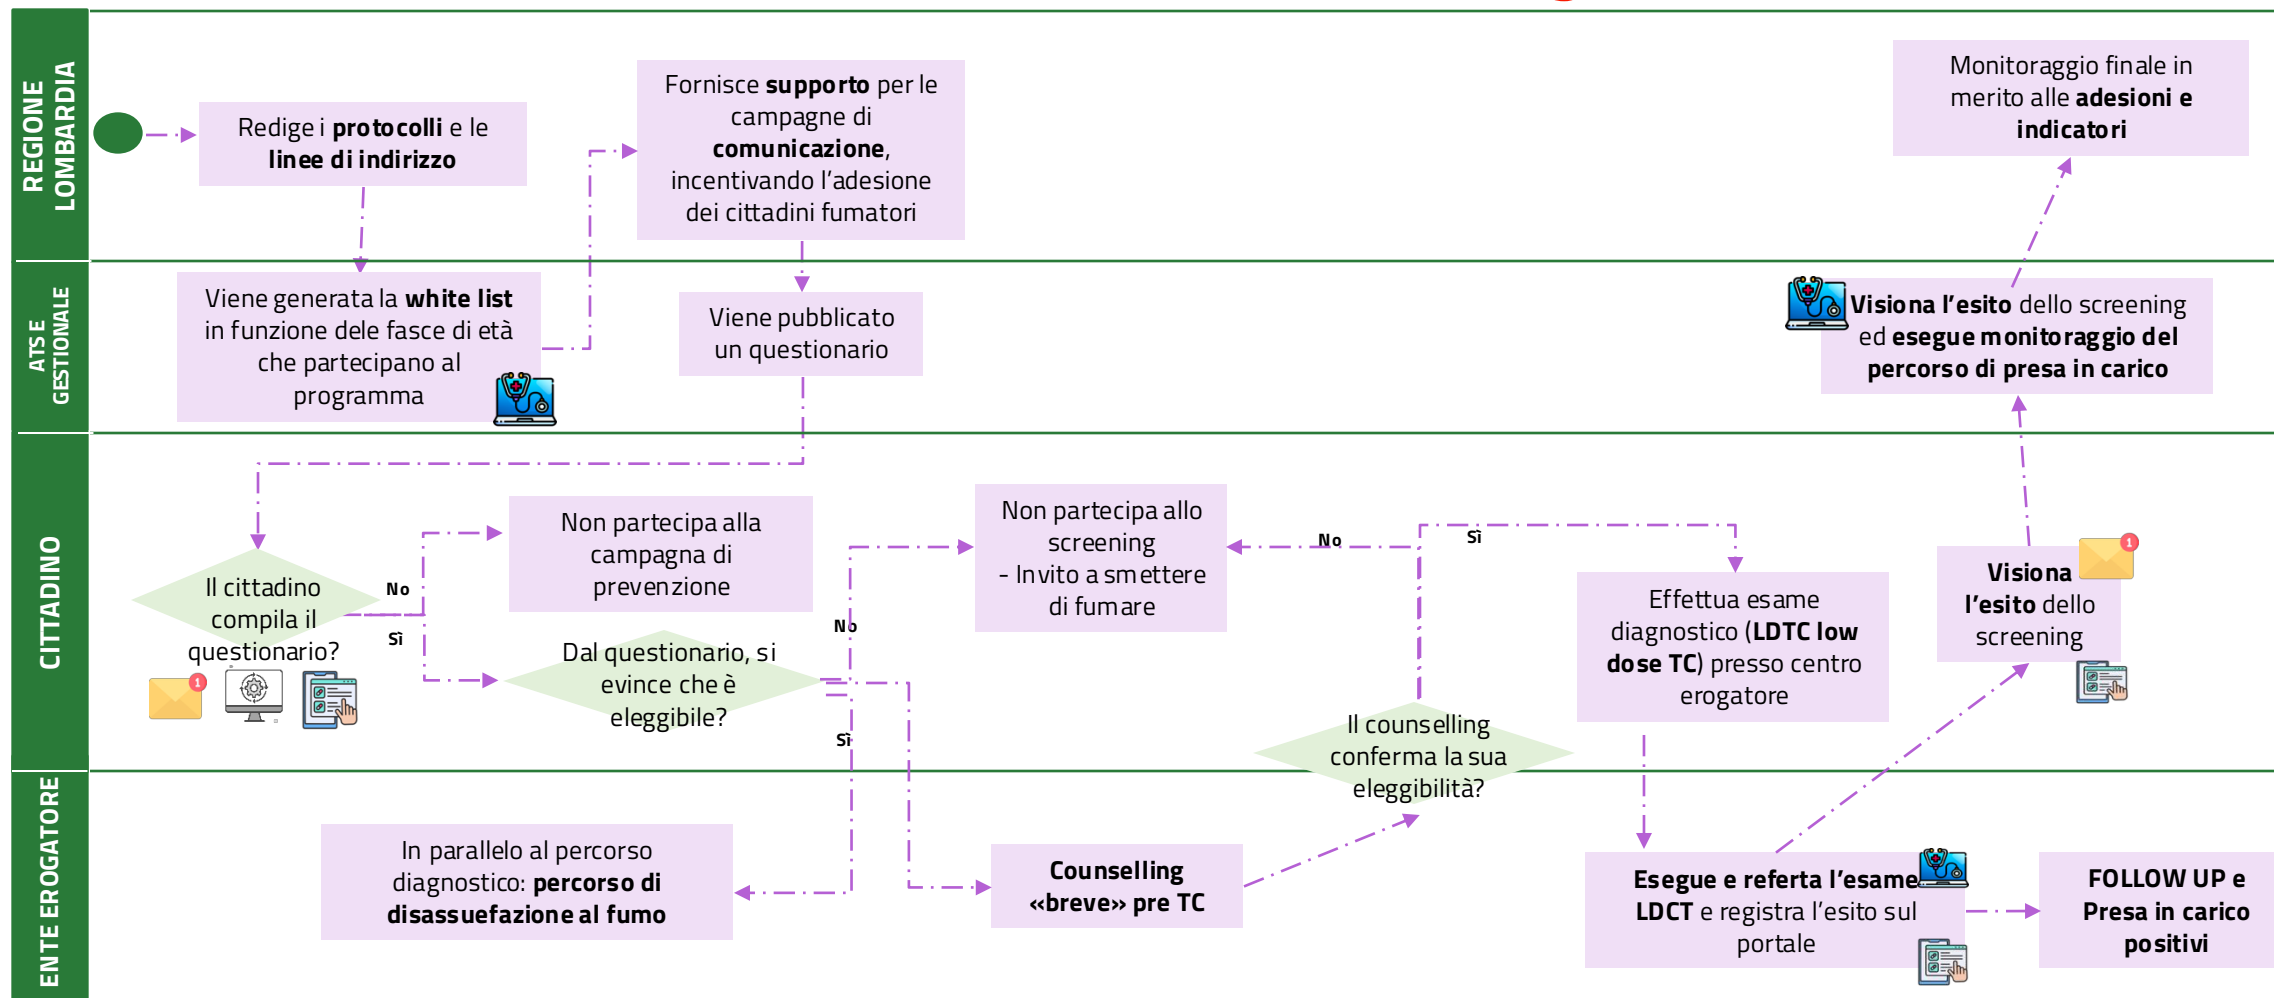 REGIONE
LOMBARDIA
Redige i protocolli e le
linee di indirizzo
Fornisce supporto per le
campagne di
comunicazione,
incentivando l’adesione
dei cittadini fumatori
Monitoraggio finale in
merito alle adesioni e
indicatori
ATS E
GESTIONALE
Viene generata la white list
in funzione dele fasce di età
che partecipano al
programma
Viene pubblicato
un questionario
Visiona l’esito dello screening
ed esegue monitoraggio del
percorso di presa in carico
CITTADINO
Il cittadino
compila il
questionario?
No
Sì
1
Non partecipa alla
campagna di
prevenzione
Dal questionario, si
evince che è
eleggibile?
No
Sì
Non partecipa allo
screening
- Invito a smettere
di fumare
No
Sì
Il counselling
conferma la sua
eleggibilità?
Effettua esame
diagnostico (LDTC low
dose TC) presso centro
erogatore
1
Visiona
l’esito dello
screening
ENTE EROGATORE
In parallelo al percorso
diagnostico: percorso di
disassuefazione al fumo
Counselling
«breve» pre TC
Esegue e referta l’esame
LDCT e registra l’esito sul
portale
FOLLOW UP e
Presa in carico
positivi